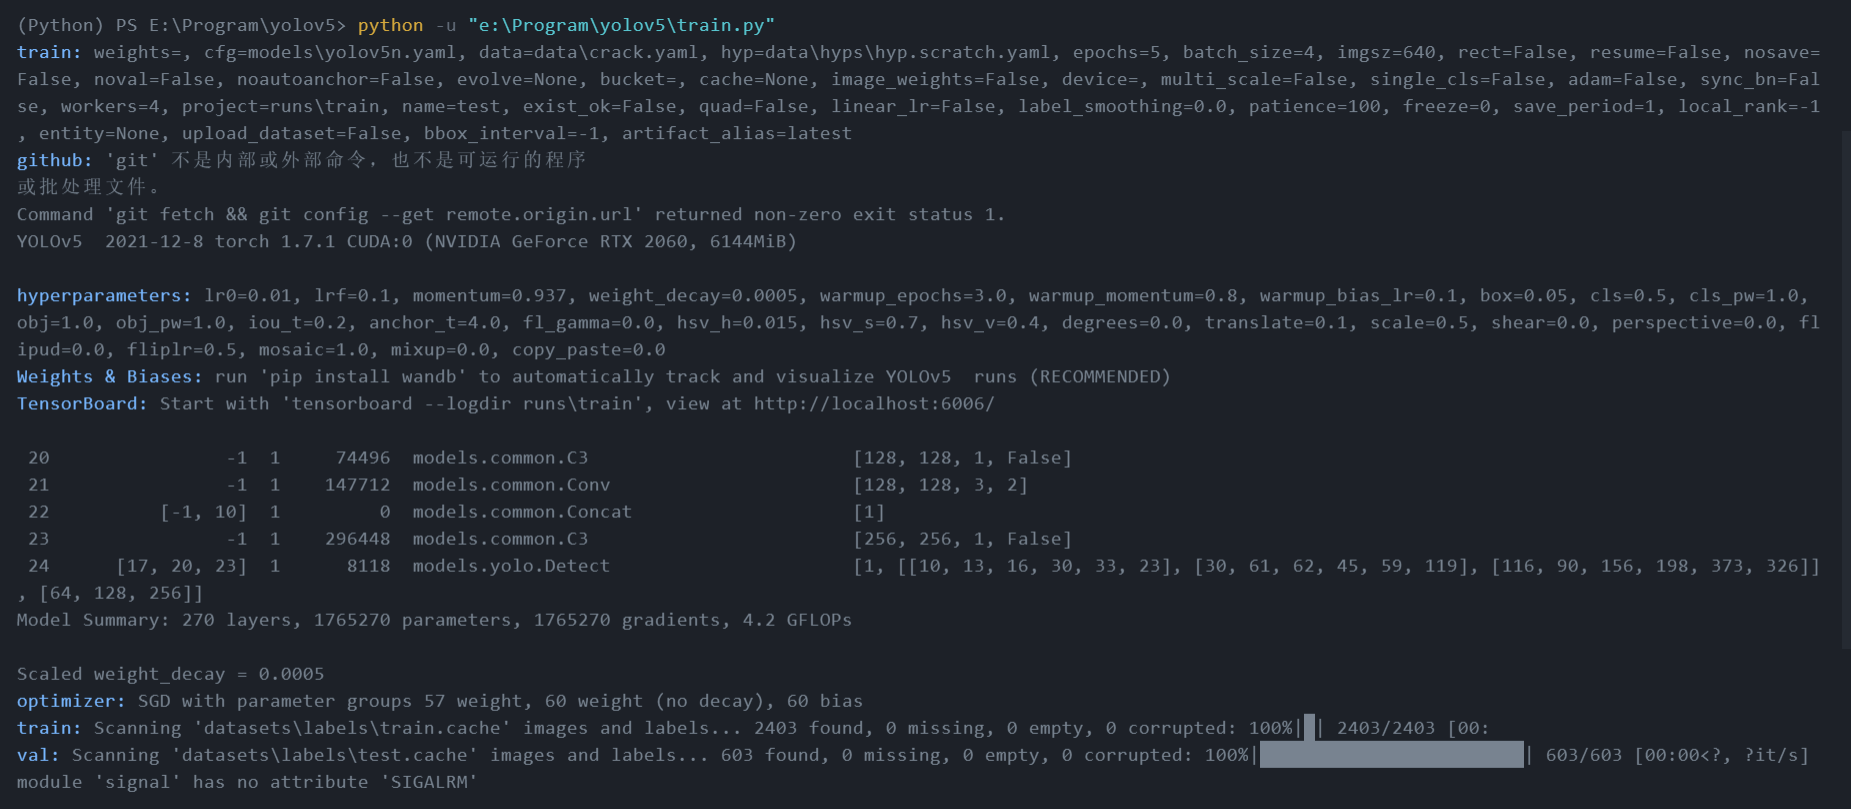 (Python) PS E:\Program\yolov5> python -u "e:\Program\yolov5\train.py"
train: weights=, cfg=models\yolov5n.yaml, data=data\crack.yaml, hyp=data\hyps\hyp.scratch.yaml, epochs=5, batch_size=4, imgsz=640, rect=False, resume=False, nosave=
False, noval=False, noautoanchor=False, evolve=None, bucket=, cache=None, image_weights=False, device=, multi_scale=False, single_cls=False, adam=False, sync_bn=Fal
se, workers=4, project=runs\train, name=test, exist_ok=False, quad=False, linear_lr=False, label_smoothing=0.0, patience=100, freeze=0, save_period=1, local_rank=-1
, entity=None, upload_dataset=False, bbox_interval=-1, artifact_alias=latest
github: 'git' 不是内部或外部命令，也不是可运行的程序
或批处理文件。
Command 'git fetch && git config --get remote.origin.url' returned non-zero exit status 1.
YOLOv5  2021-12-8 torch 1.7.1 CUDA:0 (NVIDIA GeForce RTX 2060, 6144MiB)
hyperparameters: lr0=0.01, lrf=0.1, momentum=0.937, weight_decay=0.0005, warmup_epochs=3.0, warmup_momentum=0.8, warmup_bias_lr=0.1, box=0.05, cls=0.5, cls_pw=1.0,
obj=1.0, obj_pw=1.0, iou_t=0.2, anchor_t=4.0, fl_gamma=0.0, hsv_h=0.015, hsv_s=0.7, hsv_v=0.4, degrees=0.0, translate=0.1, scale=0.5, shear=0.0, perspective=0.0, fl
ipud=0.0, fliplr=0.5, mosaic=1.0, mixup=0.0, copy_paste=0.0
Weights & Biases: run 'pip install wandb' to automatically track and visualize YOLOv5  runs (RECOMMENDED)
TensorBoard: Start with 'tensorboard --logdir runs\train', view at http://localhost:6006/
20                -1  1     74496  models.common.C3                        [128, 128, 1, False]
21                -1  1    147712  models.common.Conv                      [128, 128, 3, 2]
22          [-1, 10]  1         0  models.common.Concat                    [1]
23                -1  1    296448  models.common.C3                        [256, 256, 1, False]
24      [17, 20, 23]  1      8118  models.yolo.Detect                      [1, [[10, 13, 16, 30, 33, 23], [30, 61, 62, 45, 59, 119], [116, 90, 156, 198, 373, 326]]
, [64, 128, 256]]
Model Summary: 270 layers, 1765270 parameters, 1765270 gradients, 4.2 GFLOPs
Scaled weight_decay = 0.0005
optimizer: SGD with parameter groups 57 weight, 60 weight (no decay), 60 bias
train: Scanning 'datasets\labels\train.cache' images and labels... 2403 found, 0 missing, 0 empty, 0 corrupted: 100%|█| 2403/2403 [00:
val: Scanning 'datasets\labels\test.cache' images and labels... 603 found, 0 missing, 0 empty, 0 corrupted: 100%|████████████████████████| 603/603 [00:00<?, ?it/s]
module 'signal' has no attribute 'SIGALRM'